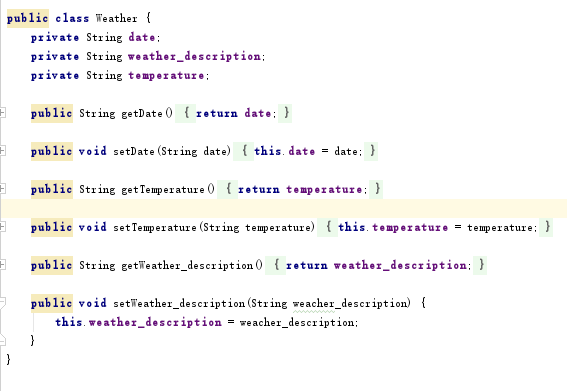 public class Weather {
private String date;
private String weather_description;
private String temperature;
public String getDate() { return date; }
public void setDate(String date) { this.date = date; }
public String getTemperature() { return temperature; }
public void setTemperature(String temperature) { this.temperature = temperature; }
public String getWeather_description() { return weather_description; }
public void setWeather_description(String weacher_description) {
this.weather_description = weacher_description;
}
}